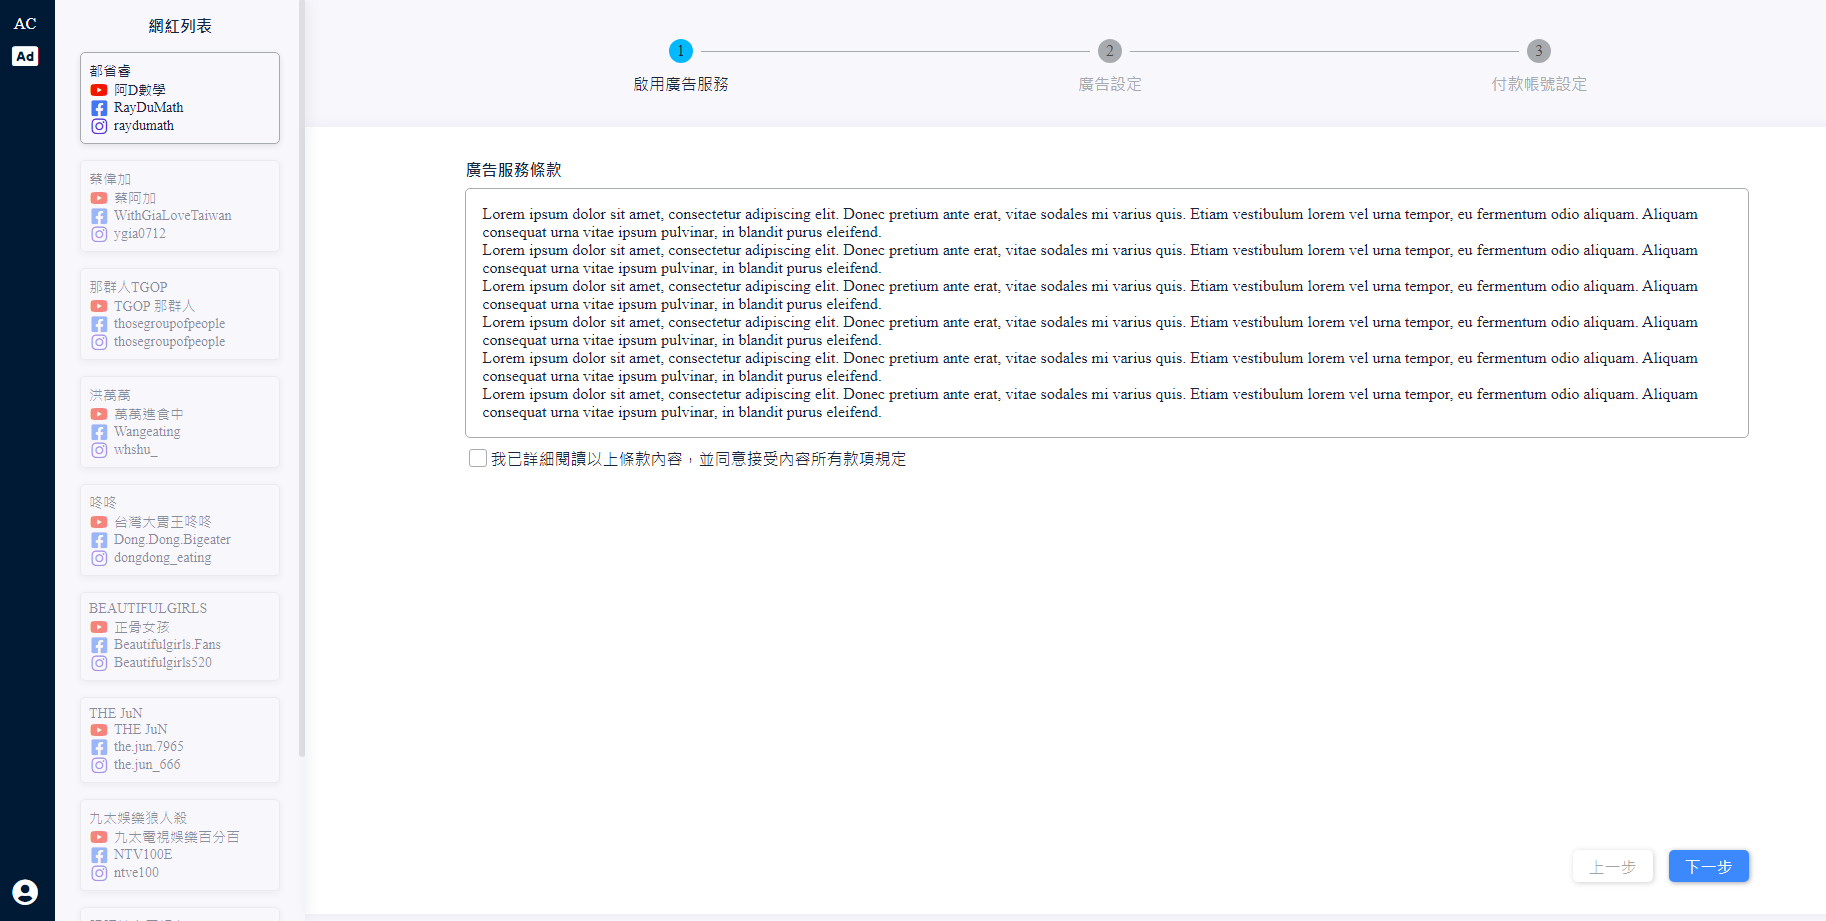 AC
Ad
網紅列表
都省睿
阿D數學
RayDuMath
raydumath
蔡偉加
蔡阿加
WithGiaLoveTaiwan
ygia0712
那群人TGOP
TGOP 那群人
thosegroupofpeople
thosegroupofpeople
洪萬萬
萬萬進食中
Wangeating
whshu_
咚咚
台灣大胃王咚咚
Dong.Dong.Bigeater
dongdong_eating
BEAUTIFULGIRLS
正骨女孩
Beautifulgirls.Fans
Beautifulgirls520
THE JuN
THE JuN
the.jun.7965
the.jun_666
九太娛樂狼人殺
九太電視娛樂百分百
NTV100E
ntve100
1
2
3
啟用廣告服務
廣告設定
付款帳號設定
廣告服務條款
Lorem ipsum dolor sit amet, consectetur adipiscing elit. Donec pretium ante erat, vitae sodales mi varius quis. Etiam vestibulum lorem vel urna tempor, eu fermentum odio aliquam. Aliquam
consequat urna vitae ipsum pulvinar, in blandit purus eleifend.
Lorem ipsum dolor sit amet, consectetur adipiscing elit. Donec pretium ante erat, vitae sodales mi varius quis. Etiam vestibulum lorem vel urna tempor, eu fermentum odio aliquam. Aliquam
consequat urna vitae ipsum pulvinar, in blandit purus eleifend.
Lorem ipsum dolor sit amet, consectetur adipiscing elit. Donec pretium ante erat, vitae sodales mi varius quis. Etiam vestibulum lorem vel urna tempor, eu fermentum odio aliquam. Aliquam
consequat urna vitae ipsum pulvinar, in blandit purus eleifend.
Lorem ipsum dolor sit amet, consectetur adipiscing elit. Donec pretium ante erat, vitae sodales mi varius quis. Etiam vestibulum lorem vel urna tempor, eu fermentum odio aliquam. Aliquam
consequat urna vitae ipsum pulvinar, in blandit purus eleifend.
Lorem ipsum dolor sit amet, consectetur adipiscing elit. Donec pretium ante erat, vitae sodales mi varius quis. Etiam vestibulum lorem vel urna tempor, eu fermentum odio aliquam. Aliquam
consequat urna vitae ipsum pulvinar, in blandit purus eleifend.
Lorem ipsum dolor sit amet, consectetur adipiscing elit. Donec pretium ante erat, vitae sodales mi varius quis. Etiam vestibulum lorem vel urna tempor, eu fermentum odio aliquam. Aliquam
consequat urna vitae ipsum pulvinar, in blandit purus eleifend.
我已詳細閱讀以上條款內容，並同意接受內容所有款項規定
上一步
下一步